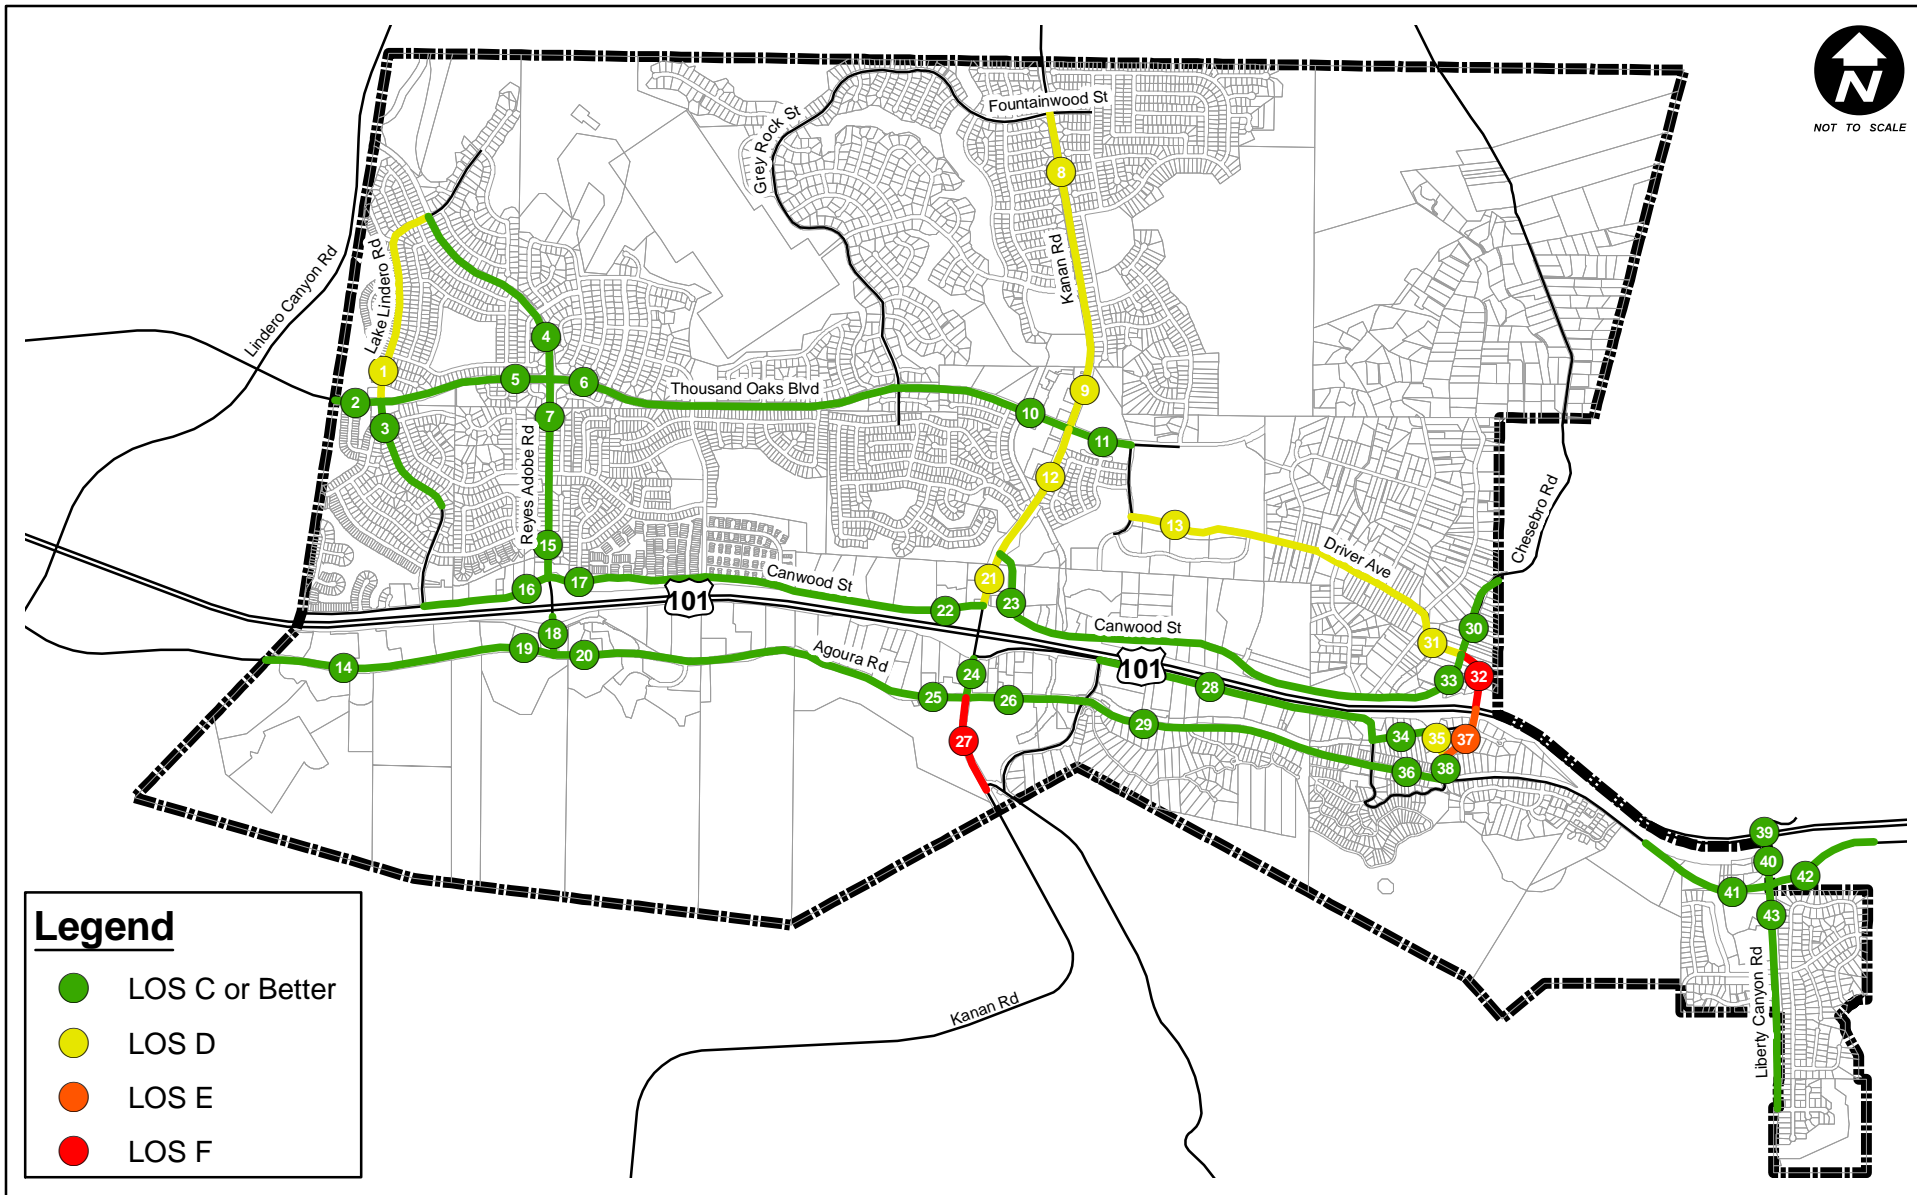 N
NOT TO SCALE
Fountainwood St
Grey Rock St
8
Lindero Canyon Rd
Lake Lindero Rd
Kanan Rd
4
1
5
6
Thousand Oaks Blvd
9
2
3
7
10
11
Reyes Adobe Rd
12
13
Chesebro Rd
15
Driver Ave
16
17
Canwood St
101
21
22
23
Canwood St
30
18
31
19
20
Agoura Rd
14
101
24
28
33
32
25
26
29
27
34
35
37
36
38
39
40
41
42
43
Liberty Canyon Rd
Kanan Rd
Legend
LOS C or Better
LOS D
LOS E
LOS F